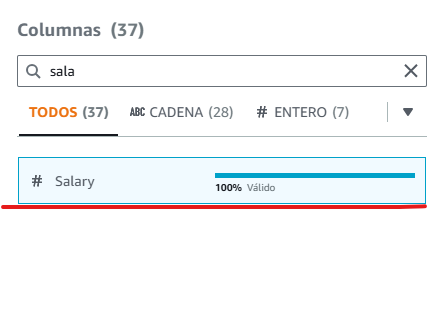 Columnas (37)
sala
TODOS (37) ABC CADENA (28) # ENTERO (7)
# Salary
100% Válido